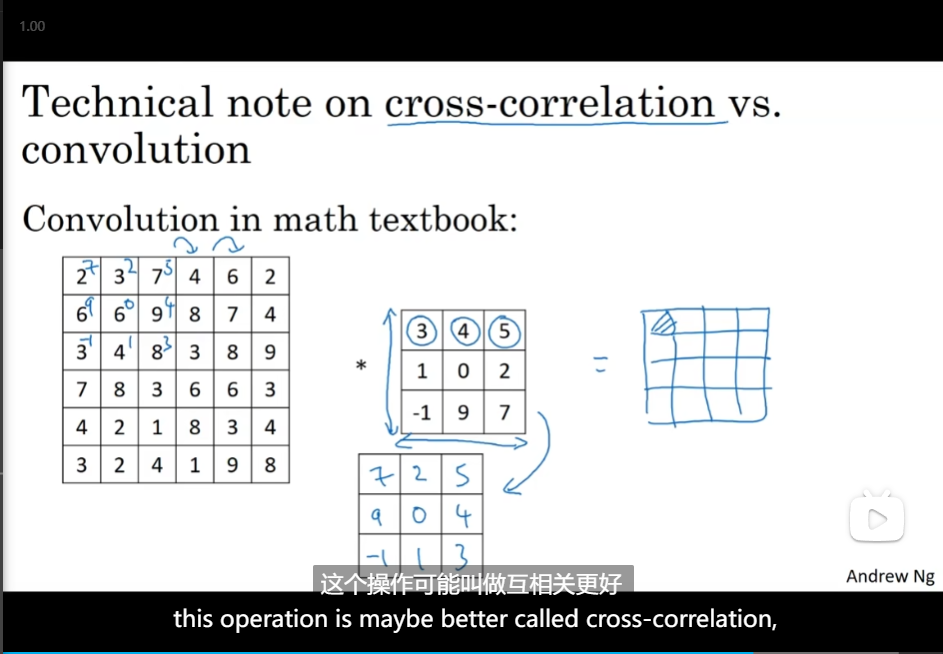 1.00
Technical note on cross-correlation vs.
convolution
Convolution in math textbook:
2 7 3 2 7 5 4 6 2
6 9 6 0 9 4 8 7 4
3 -1 4 1 8 3 3 8 9
7 8 3 6 6 3
4 2 1 8 3 4
3 2 4 1 9 8
*
3 4 5
1 0 2
-1 9 7
=
7 2 5
9 0 4
-1 1 3
Andrew Ng
这个操作可能叫做互相关更好
this operation is maybe better called cross-correlation,